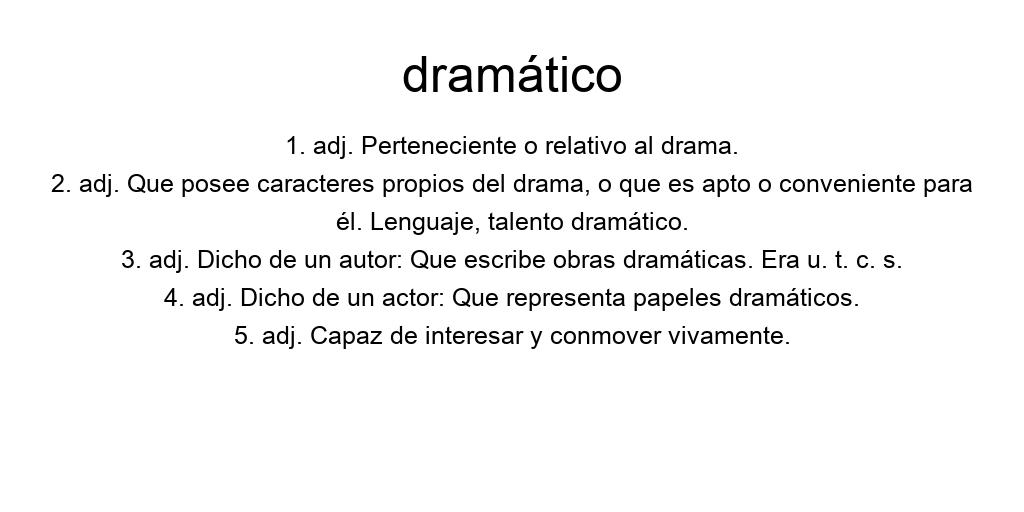 dramático
1. adj. Perteneciente o relativo al drama.
2. adj. Que posee caracteres propios del drama, o que es apto o conveniente para
él. Lenguaje, talento dramático.
3. adj. Dicho de un autor: Que escribe obras dramáticas. Era u. t. c. s.
4. adj. Dicho de un actor: Que representa papeles dramáticos.
5. adj. Capaz de interesar y conmover vivamente.